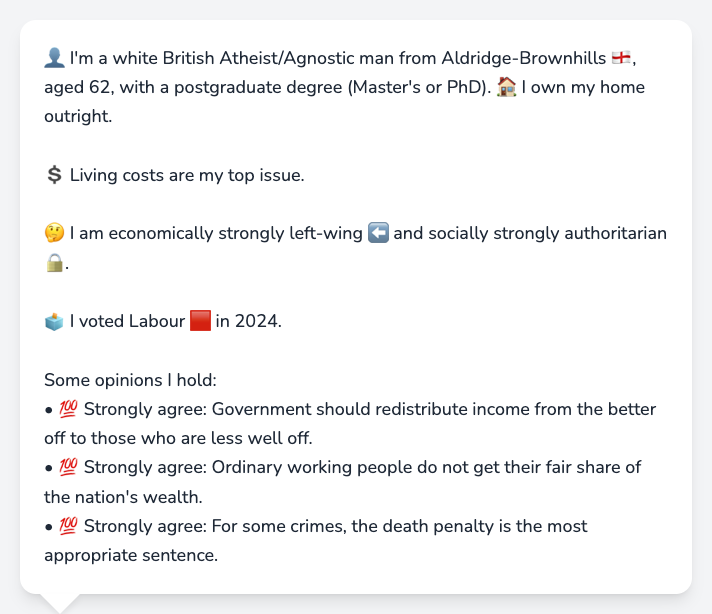 👤 I'm a white British Atheist/Agnostic man from Aldridge-Brownhills 🏴󠁧󠁢󠁥󠁮󠁧󠁿,
aged 62, with a postgraduate degree (Master's or PhD). 🏠 I own my home
outright.
💲 Living costs are my top issue.
🤔 I am economically strongly left-wing ⬅️ and socially strongly authoritarian
🔒.
🗳️ I voted Labour 🟥 in 2024.
Some opinions I hold:
• 💯 Strongly agree: Government should redistribute income from the better
off to those who are less well off.
• 💯 Strongly agree: Ordinary working people do not get their fair share of
the nation's wealth.
• 💯 Strongly agree: For some crimes, the death penalty is the most
appropriate sentence.